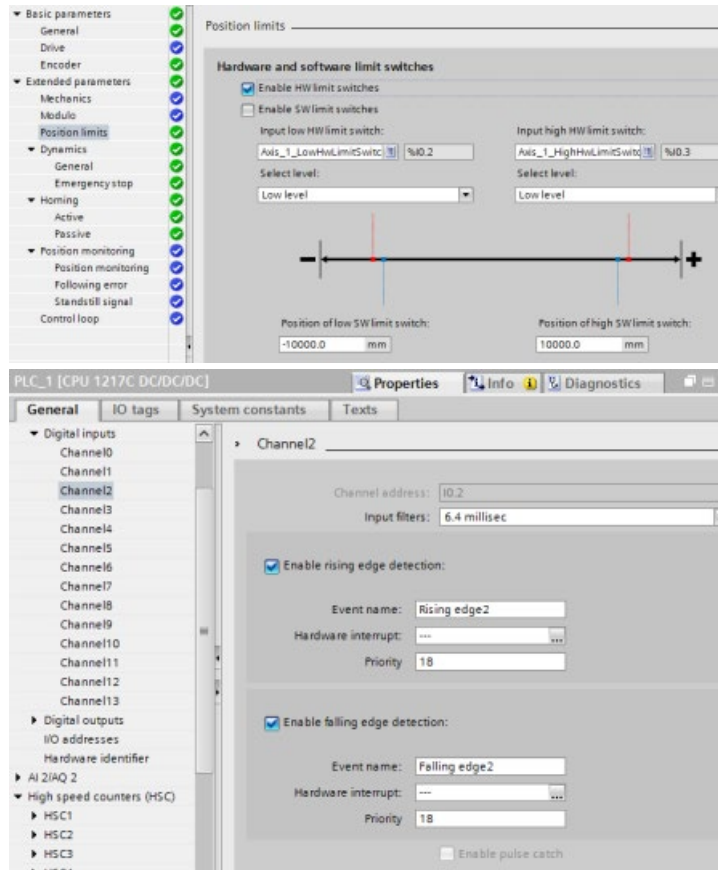 Basic parameters
General
Drive
Encoder
Extended parameters
Mechanics
Modulo
Position limits
Dynamics
General
Emergency stop
Homing
Active
Passive
Position monitoring
Position monitoring
Following error
Standstill signal
Control loop
Position limits
Hardware and software limit switches
Enable HW limit switches
Enable SW limit switches
Input low HW limit switch:
Input high HW limit switch:
Axis_1_LowHwLimitSwitc
%I0.2
Axis_1_HighHwLimitSwitc
%I0.3
Select level:
Select level:
Low level
Low level
Position of low SW limit switch:
Position of high SW limit switch:
-10000.0 mm
10000.0 mm
PLC_1 [CPU 1217C DC/DC/DC]
Properties
Info
Diagnostics
General
IO tags
System constants
Texts
Digital inputs
Channel0
Channel1
Channel2
Channel3
Channel4
Channel5
Channel6
Channel7
Channel8
Channel9
Channel10
Channel11
Channel12
Channel13
Digital outputs
I/O addresses
Hardware identifier
AI 2/AQ 2
High speed counters (HSC)
HSC1
HSC2
HSC3
Channel2
Channel address: I0.2
Input filters: 6.4 millisec
Enable rising edge detection:
Event name: Rising edge2
Hardware interrupt: ---
...
Priority 18
Enable falling edge detection:
Event name: Falling edge2
Hardware interrupt: ---
...
Priority 18
Enable pulse catch